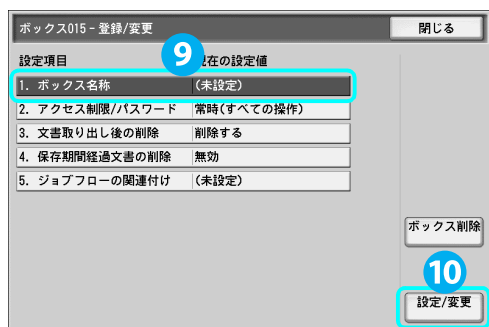 ボックス015 - 登録/変更 閉じる
9
設定項目 在の設定値
1. ボックス名称 (未設定)
2. アクセス制限/パスワード 常時(すべての操作)
3. 文書取り出し後の削除 削除する
4. 保存期間経過文書の削除 無効
5. ジョブフローの関連付け (未設定)
ボックス削除
10
設定/変更